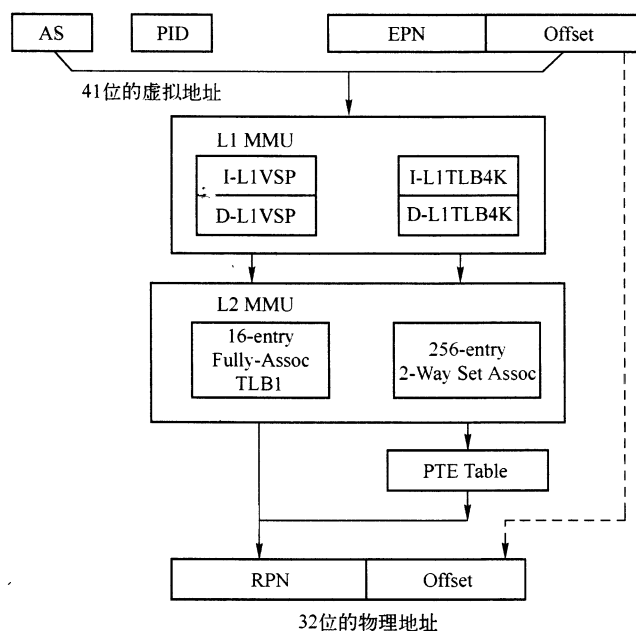 AS PID EPN Offset
41位的虚拟地址
L1 MMU
I-L1VSP I-L1TLB4K
D-L1VSP D-L1TLB4K
L2 MMU
16-entry
Fully-Assoc
TLB1
256-entry
2-Way Set Assoc
PTE Table
RPN Offset
32位的物理地址